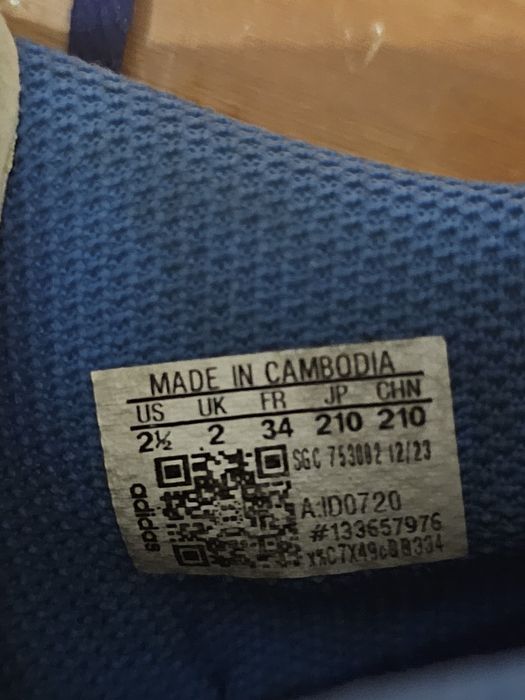 MADE IN CAMBODIA
US UK FR JP CHN
2½ 2 34 210 210
SGC 753002 12/23
adidas
A:ID0720
#133657976